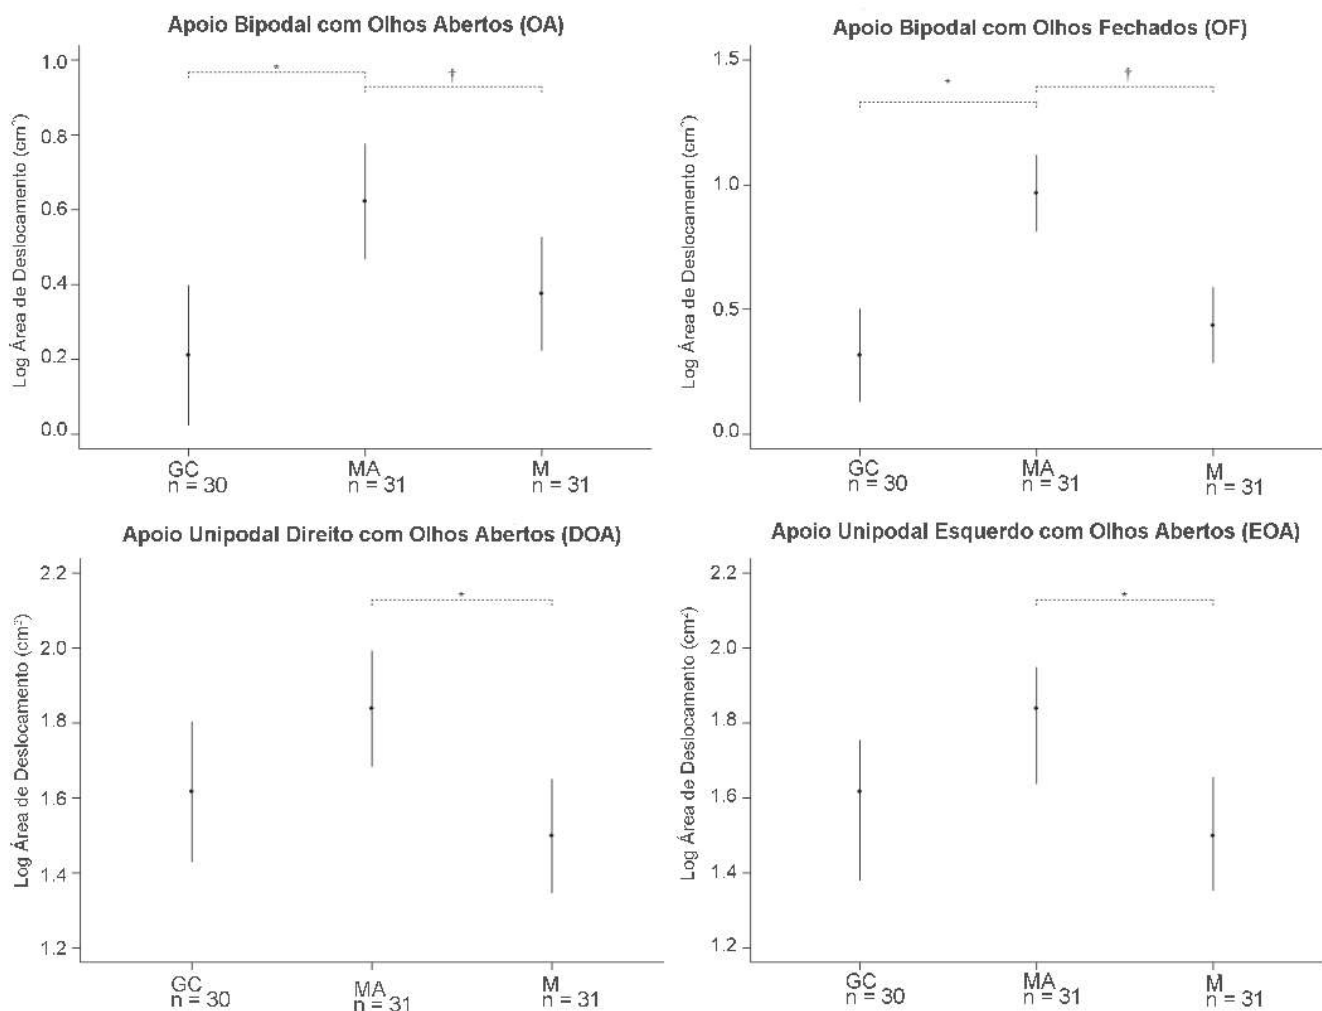 Apoio Bipodal com Olhos Abertos (OA)
Log Área de Deslocamento (cm²)
1.0
0.8
0.6
0.4
0.2
0.0
*
†
GC
n = 30
MA
n = 31
M
n = 31
Apoio Bipodal com Olhos Fechados (OF)
Log Área de Deslocamento (cm²)
1.5
1.0
0.5
0.0
*
†
GC
n = 30
MA
n = 31
M
n = 31
Apoio Unipodal Direito com Olhos Abertos (DOA)
Log Área de Deslocamento (cm²)
2.2
2.0
1.8
1.6
1.4
1.2
*
GC
n = 30
MA
n = 31
M
n = 31
Apoio Unipodal Esquerdo com Olhos Abertos (EOA)
Log Área de Deslocamento (cm²)
2.2
2.0
1.8
1.6
1.4
1.2
*
GC
n = 30
MA
n = 31
M
n = 31